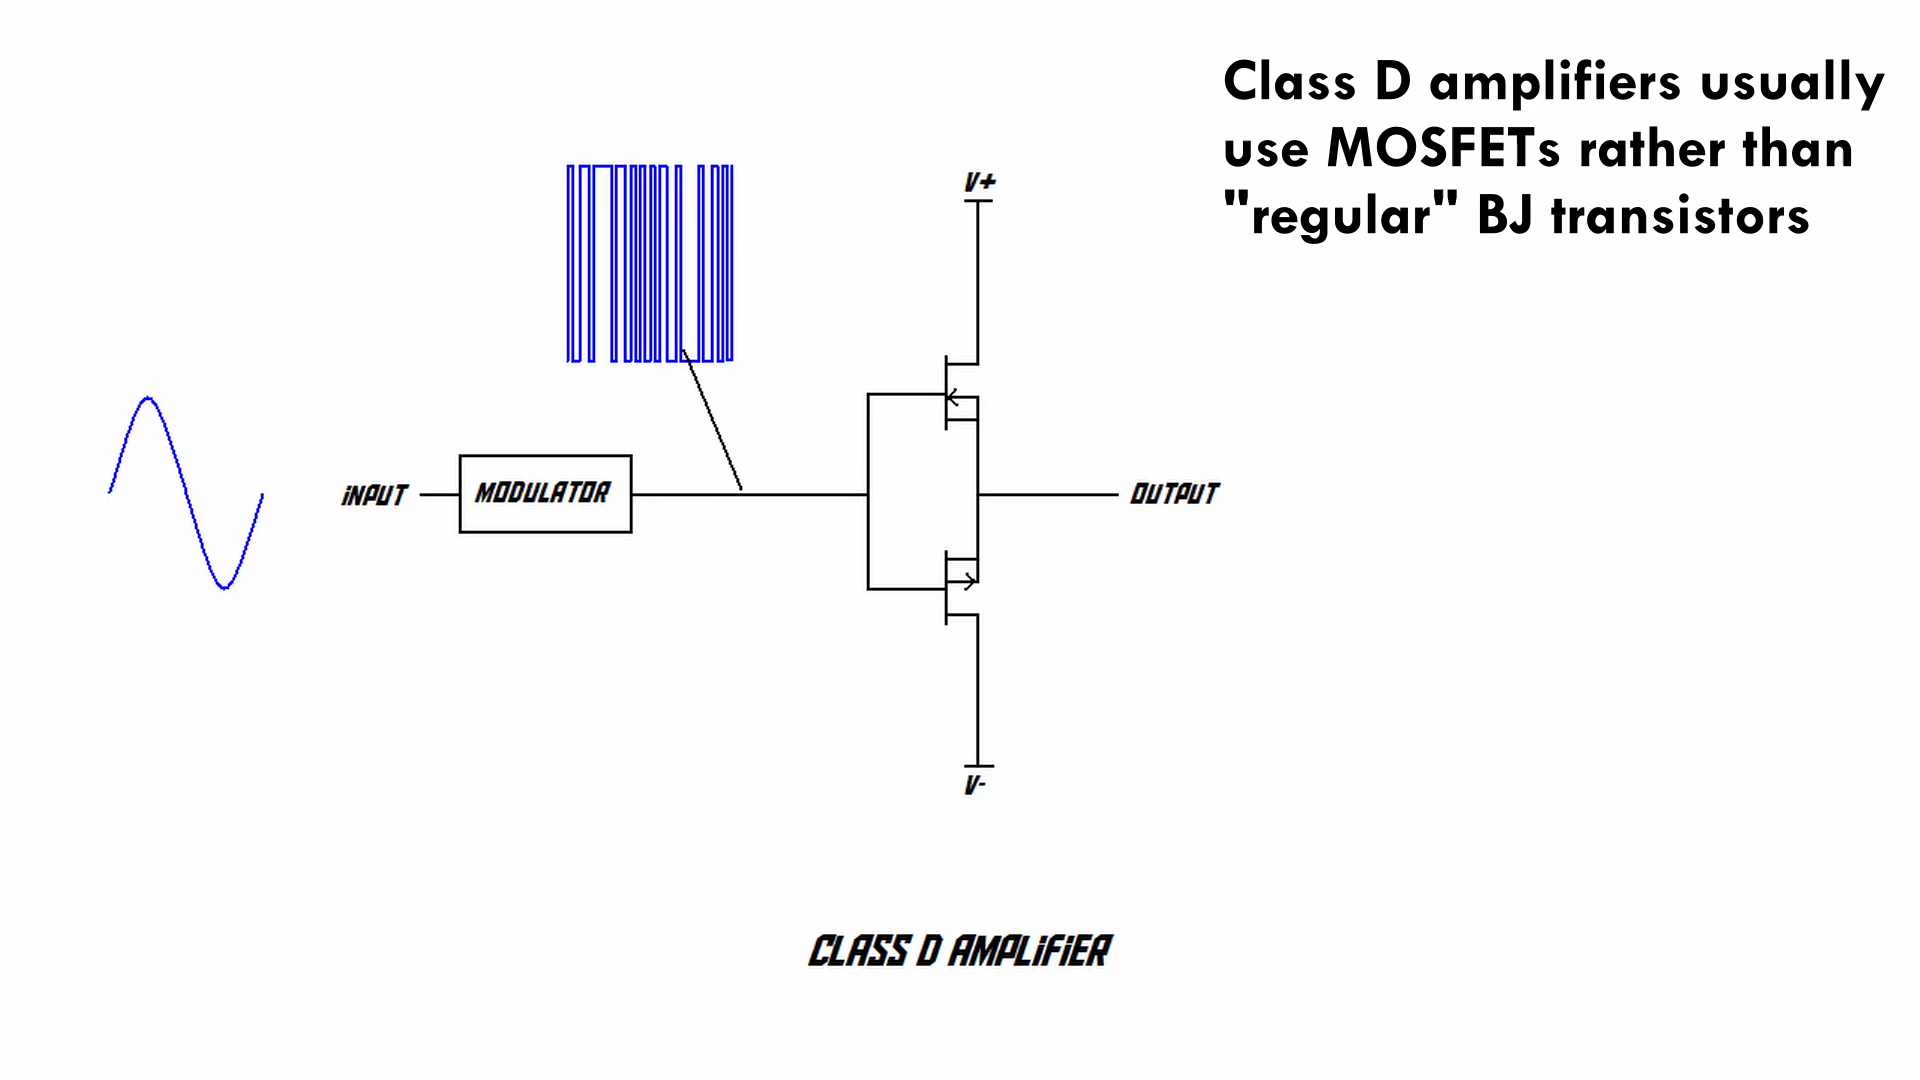 Class D amplifiers usually
use MOSFETs rather than
"regular" BJ transistors
V+
INPUT
MODULATOR
OUTPUT
V-
CLASS D AMPLIFIER